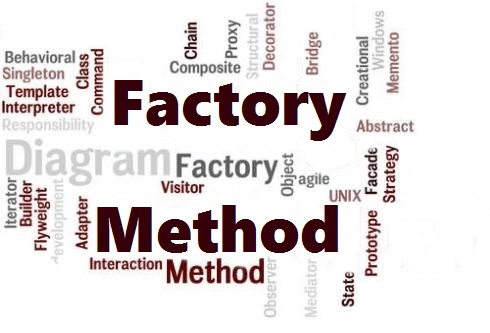 Behavioral
Singleton
Template
Interpreter
Responsibility
Class
Command
Chain
Composite
Proxy
Structural
Decorator
Bridge
Creational
Windows
Memento
Factory
Abstract
Diagram
Factory
Visitor
Object
agile
UNIX
Facade
Strategy
Iterator
Builder
Flyweight
Development
Adapter
Method
Interaction
Method
Observer
Mediator
State
Prototype